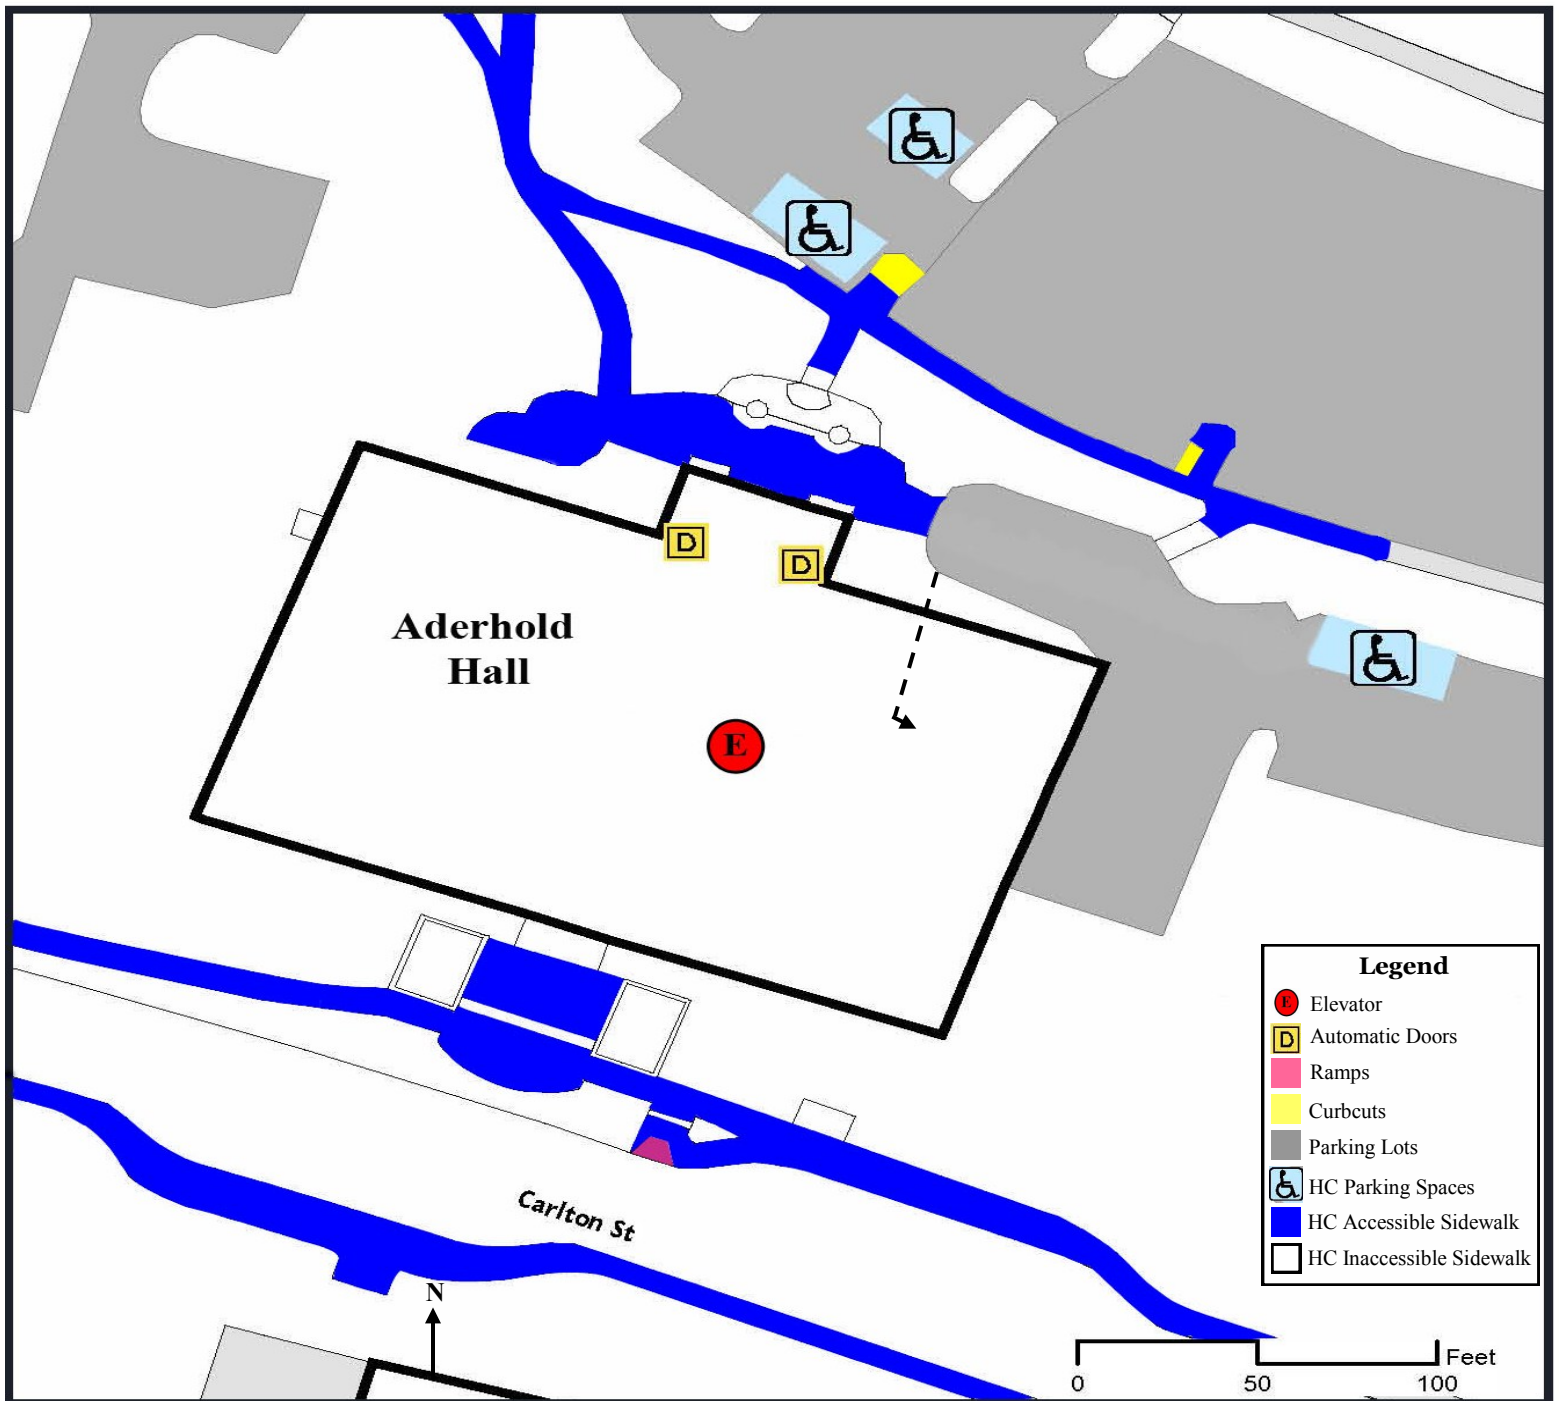 D
D
Aderhold
Hall
E
Carlton St
N
Legend
E Elevator
D Automatic Doors
Ramps
Curbcuts
Parking Lots
HC Parking Spaces
HC Accessible Sidewalk
HC Inaccessible Sidewalk
Feet
0 50 100